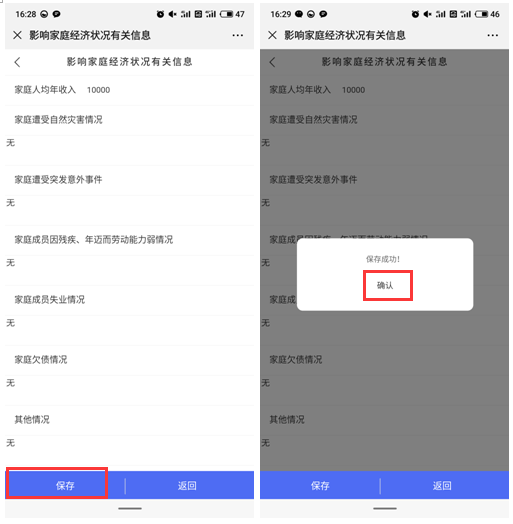 16:28
47
影响家庭经济状况有关信息
影响家庭经济状况有关信息
家庭人均年收入 10000
家庭遭受自然灾害情况
无
家庭遭受突发意外事件
无
家庭成员因残疾、年迈而劳动能力弱情况
无
家庭成员失业情况
无
家庭欠债情况
无
其他情况
无
保存 返回
16:29
46
影响家庭经济状况有关信息
影响家庭经济状况有关信息
家庭人均年收入 10000
家庭遭受自然灾害情况
无
家庭遭受突发意外事件
无
家庭成员因残疾、年迈而劳动能力弱情况
保存成功!
无
确认
家庭成
无
家庭欠债情况
无
其他情况
无
保存 返回